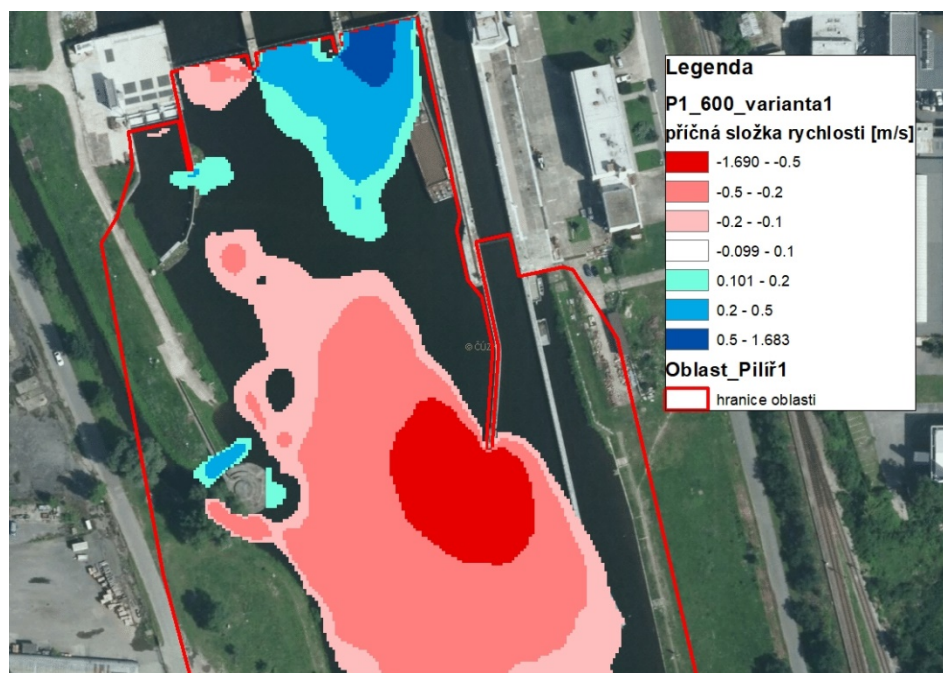 Legenda
P1_600_varianta1
příčná složka rychlosti [m/s]
-1.690 - -0.5
-0.5 - -0.2
-0.2 - -0.1
-0.099 - 0.1
0.101 - 0.2
0.2 - 0.5
0.5 - 1.683
Oblast_Pilíř1
hranice oblasti
© ČÚZ